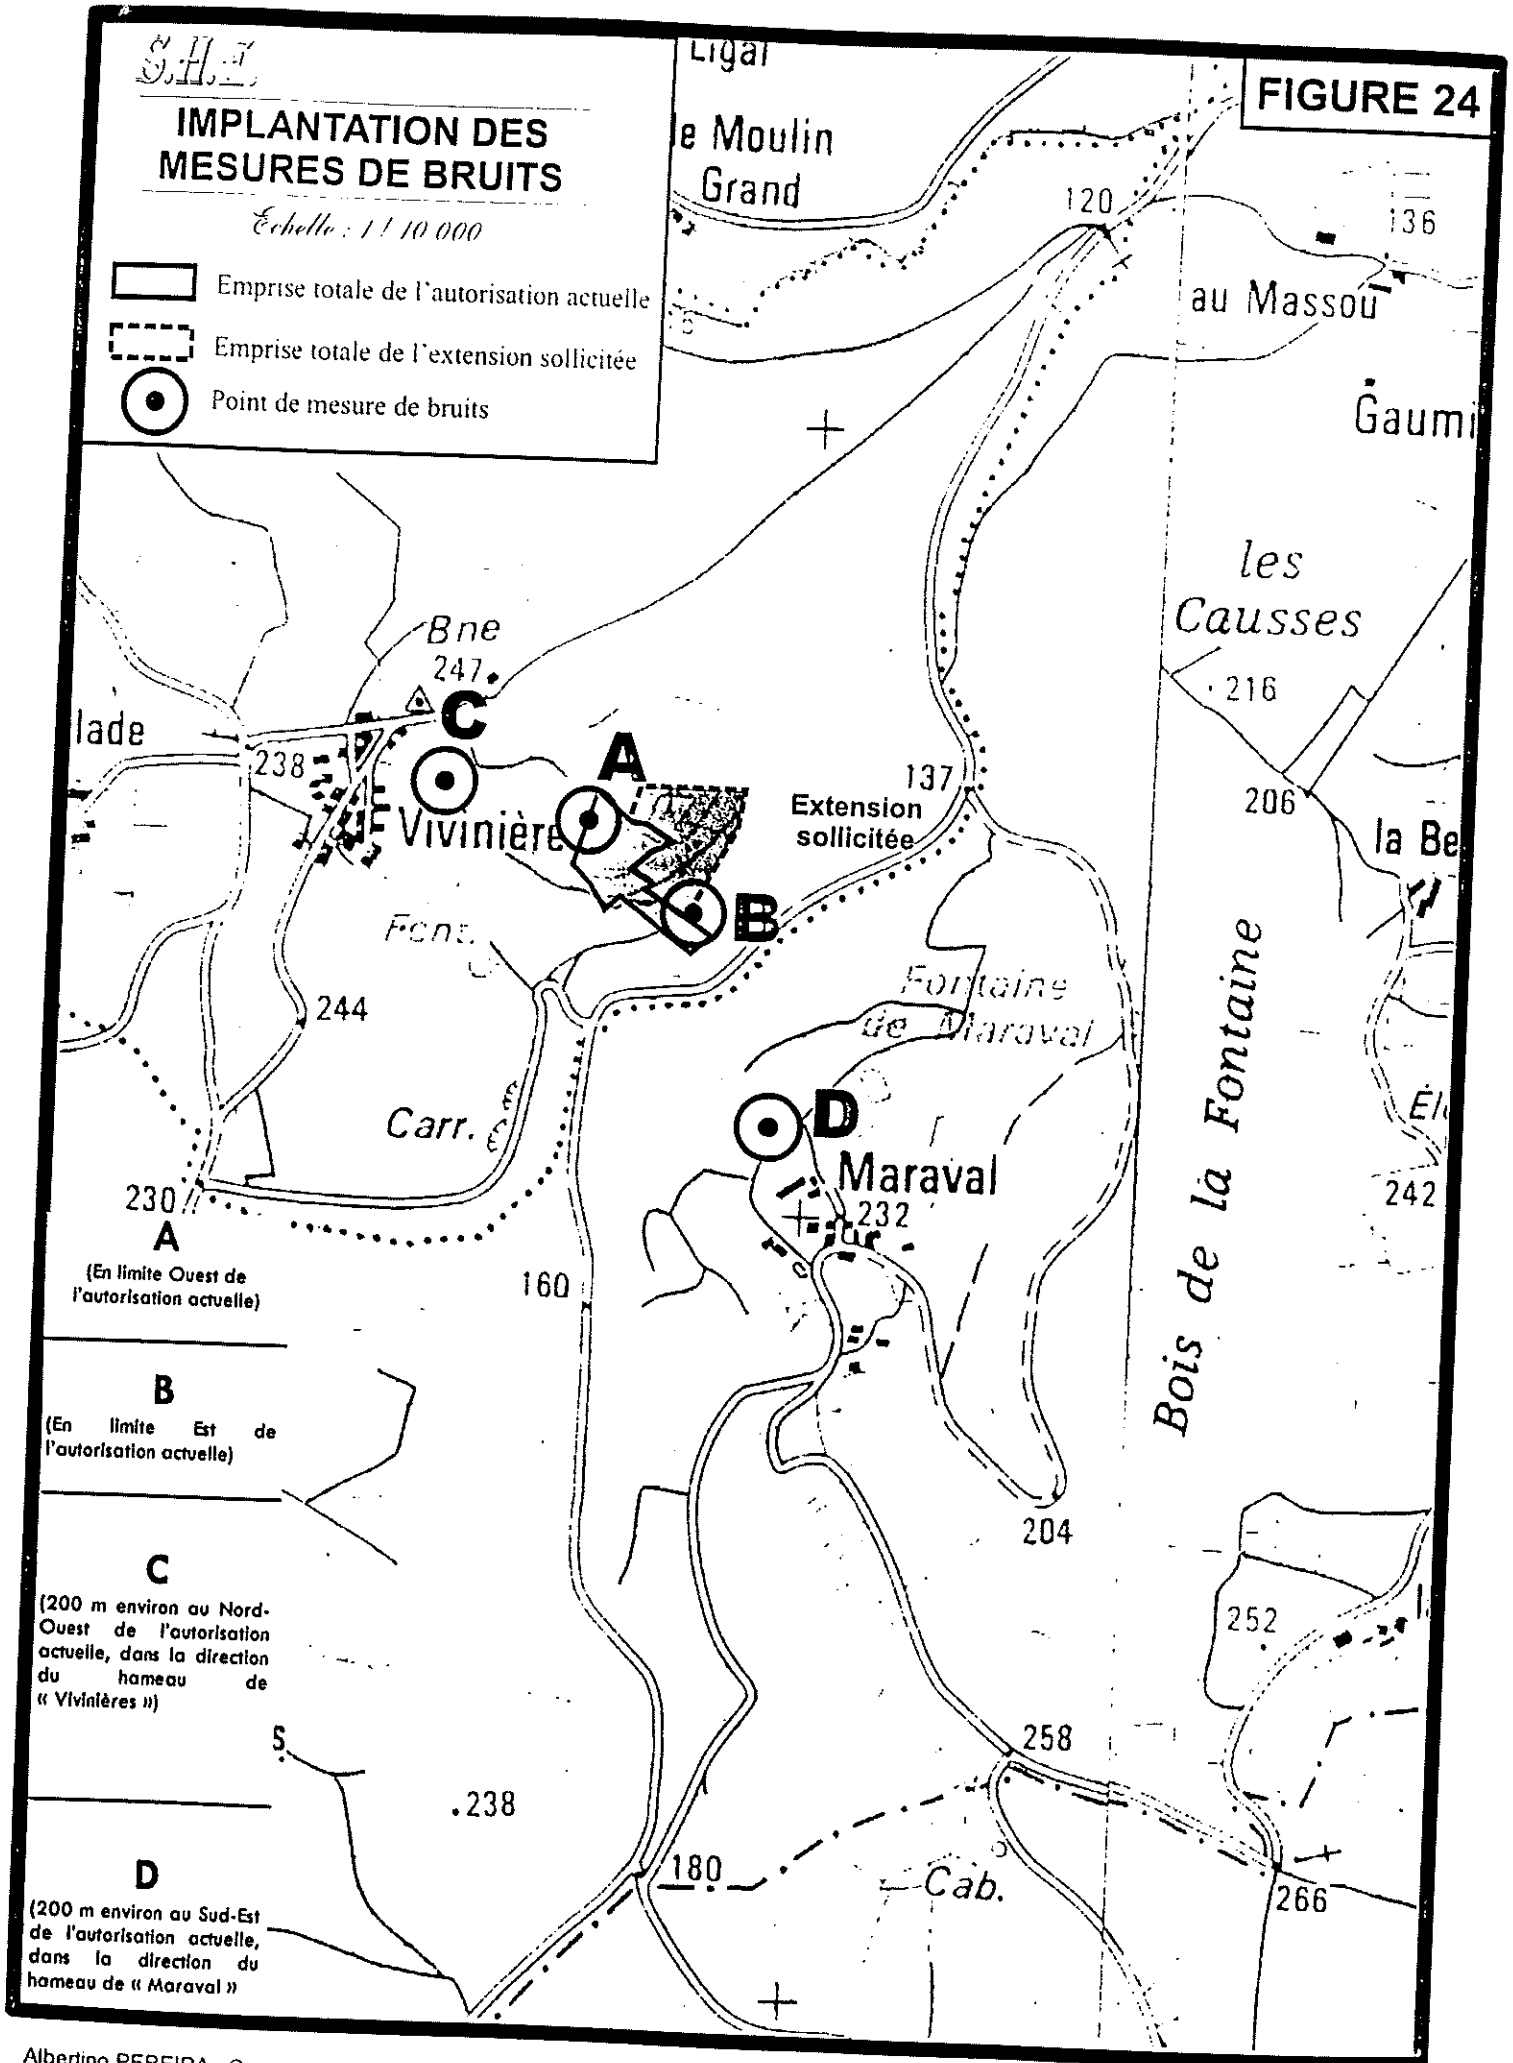 S.H.E.
IMPLANTATION DES
MESURES DE BRUITS
Échelle : 1 / 10 000
Emprise totale de l'autorisation actuelle
Emprise totale de l'extension sollicitée
Point de mesure de bruits
FIGURE 24
Ligal
le Moulin
Grand
120
136
au Massou
Gaumi
les
Causses
216
Bne
247
C
lade
238
A
Vivinière
137
Extension
sollicitée
206
la Be
B
Font.
244
Fontaine
de Maraval
Bois de la Fontaine
Carr.
D
Maraval
232
Él
242
230
A
(En limite Ouest de
l'autorisation actuelle)
160
B
(En limite Est de
l'autorisation actuelle)
204
C
(200 m environ au Nord-
Ouest de l'autorisation
actuelle, dans la direction
du hameau de
« Vivinières »)
252
S.
258
.238
180
Cab.
266
D
(200 m environ au Sud-Est
de l'autorisation actuelle,
dans la direction du
hameau de « Maraval »
Albertino PEREIRA